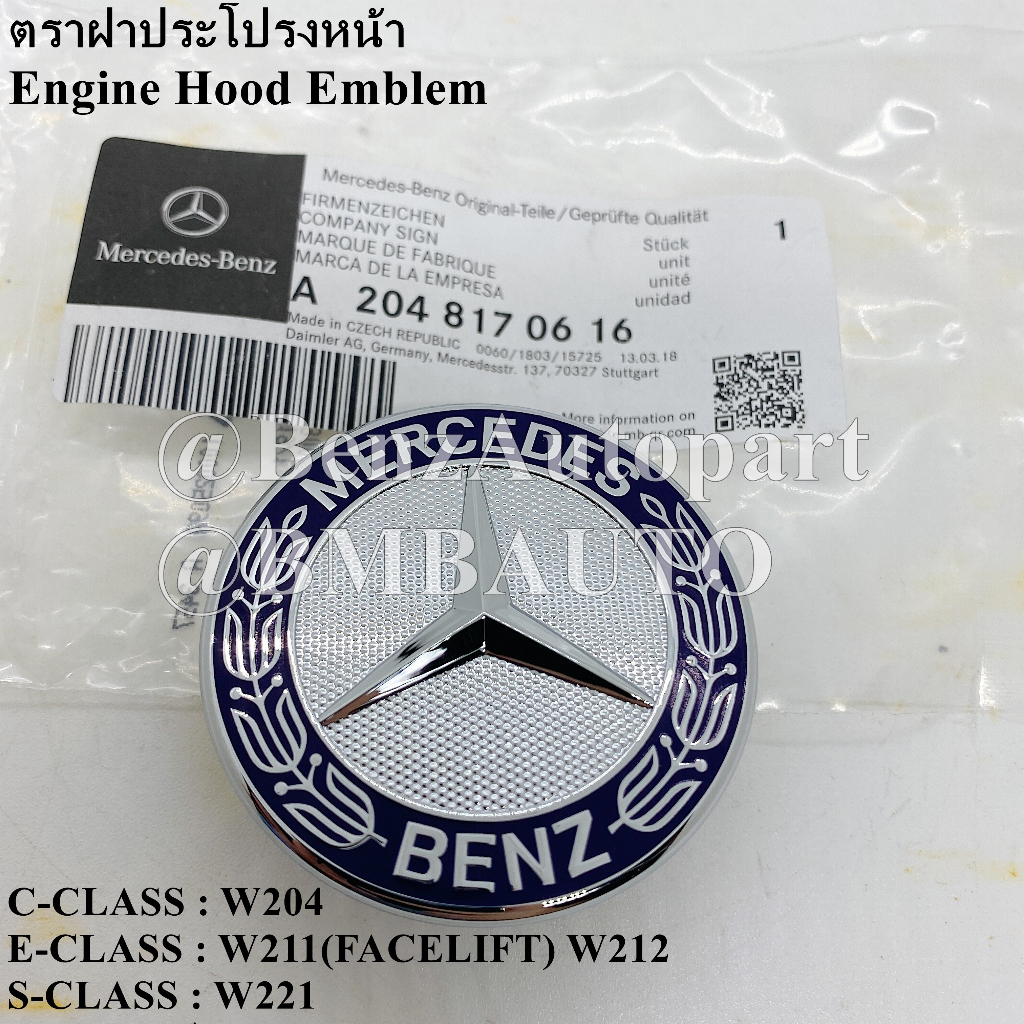 ตราฝาประโปรงหน้า
Engine Hood Emblem
Mercedes-Benz
Mercedes-Benz Original-Teile/Geprüfte Qualität
FIRMENZEICHEN
COMPANY SIGN
MARQUE DE FABRIQUE
MARCA DE LA EMPRESA
Stück
unit
unité
unidad
1
A 204 817 06 16
Made in CZECH REPUBLIC 0060/1803/15725 13.03.18
Daimler AG, Germany, Mercedesstr. 137, 70327 Stuttgart
More information on
@BenzAutopart
@BMBAUTO
MERCEDES
BENZ
C-CLASS : W204
E-CLASS : W211(FACELIFT) W212
S-CLASS : W221